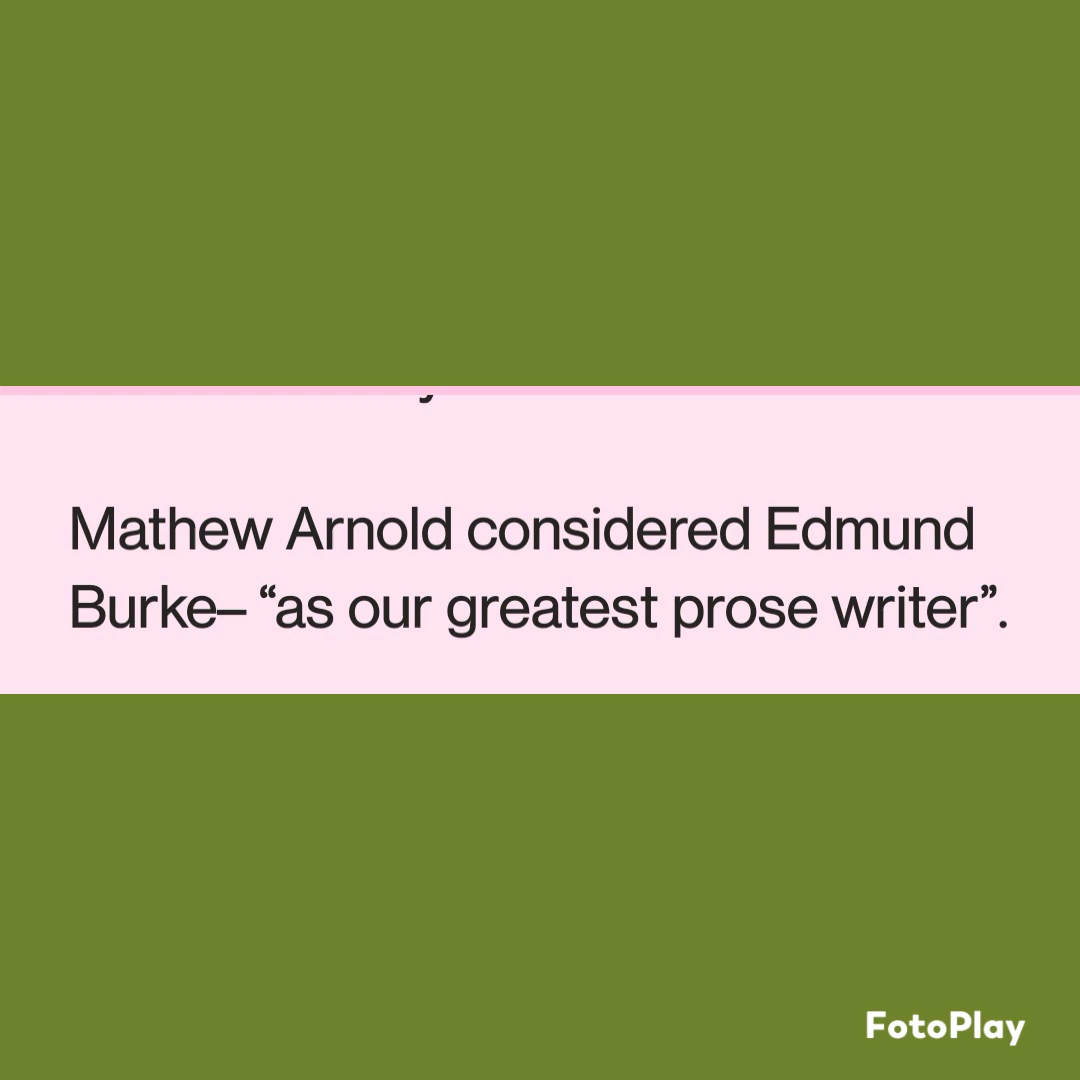 Mathew Arnold considered Edmund
Burke– “as our greatest prose writer”.
FotoPlay